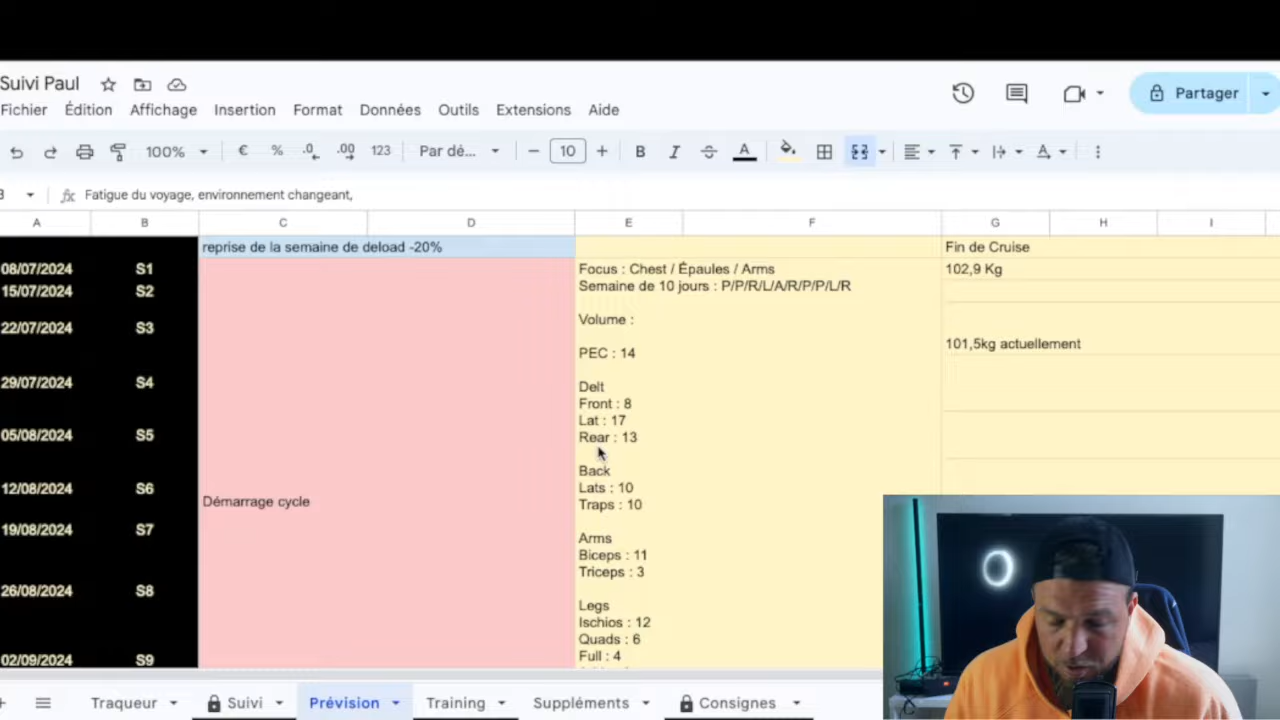 Suivi Paul
Fichier Édition Affichage Insertion Format Données Outils Extensions Aide
Partager
100% € % .0 .00 123 Par dé... − 10 + B I A
fx Fatigue du voyage, environnement changeant,
A B C D E F G H I
reprise de la semaine de deload -20% Fin de Cruise
08/07/2024 S1 Focus : Chest / Épaules / Arms 102,9 Kg
15/07/2024 S2 Semaine de 10 jours : P/P/R/L/A/R/P/P/L/R
22/07/2024 S3 Volume :
101,5kg actuellement
PEC : 14
29/07/2024 S4 Delt
Front : 8
Lat : 17
05/08/2024 S5 Rear : 13
Back
12/08/2024 S6 Lats : 10
Démarrage cycle Traps : 10
19/08/2024 S7 Arms
Biceps : 11
Triceps : 3
26/08/2024 S8 Legs
Ischios : 12
Quads : 6
02/09/2024 S9 Full : 4
Traqueur Suivi Prévision Training Suppléments Consignes